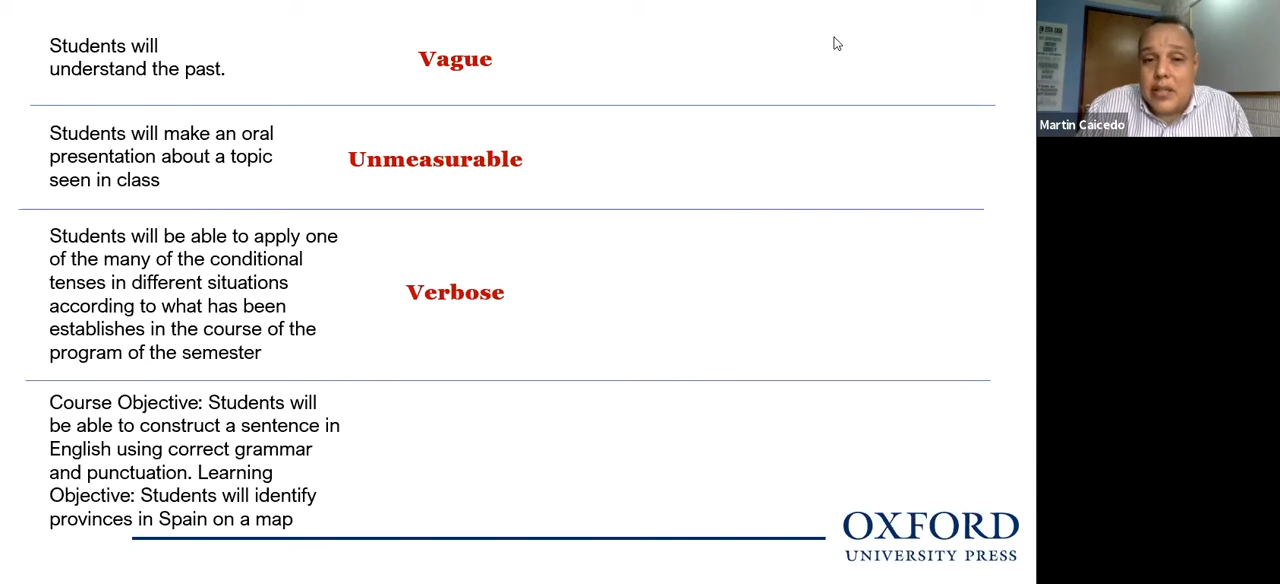 Students will
understand the past.
Vague
Students will make an oral
presentation about a topic
seen in class
Unmeasurable
Students will be able to apply one
of the many of the conditional
tenses in different situations
according to what has been
establishes in the course of the
program of the semester
Verbose
Course Objective: Students will
be able to construct a sentence in
English using correct grammar
and punctuation. Learning
Objective: Students will identify
provinces in Spain on a map
OXFORD
UNIVERSITY PRESS
Martin Caicedo